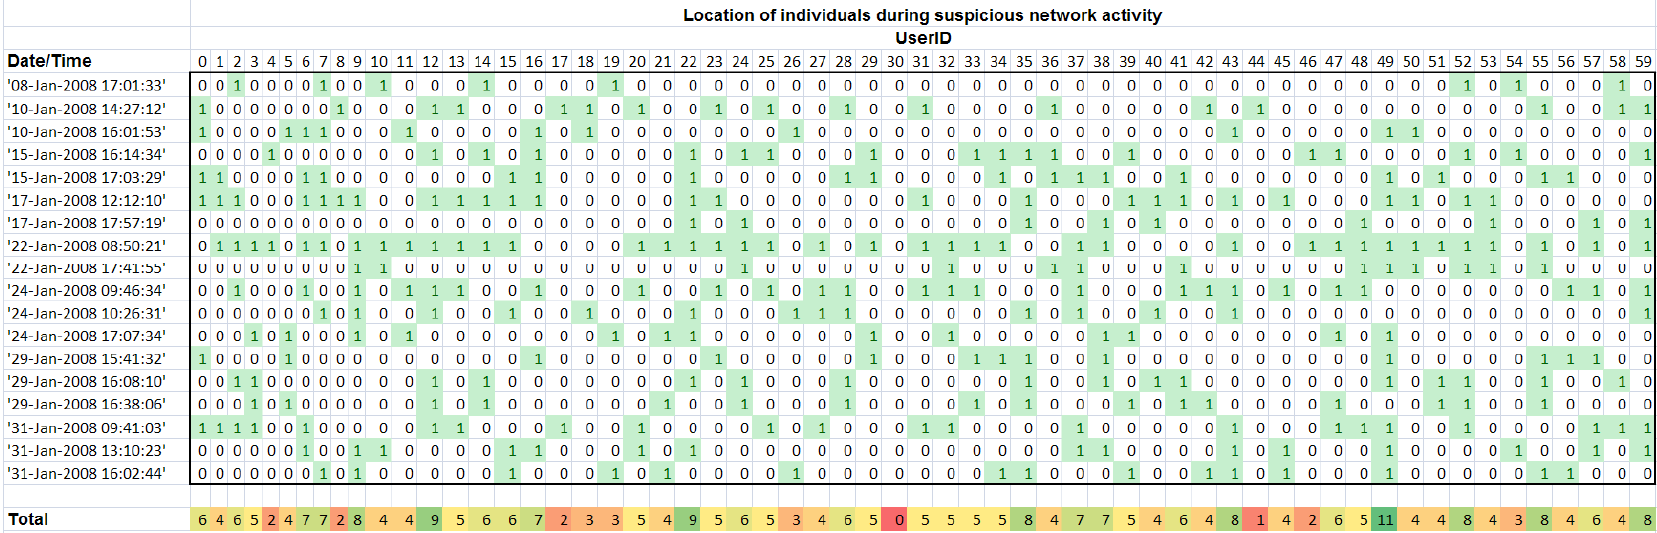 Location of individuals during suspicious network activity
UserID
Date/Time 0 1 2 3 4 5 6 7 8 9 10 11 12 13 14 15 16 17 18 19 20 21 22 23 24 25 26 27 28 29 30 31 32 33 34 35 36 37 38 39 40 41 42 43 44 45 46 47 48 49 50 51 52 53 54 55 56 57 58 59
'08-Jan-2008 17:01:33' 0 0 1 0 0 0 0 1 0 0 1 0 0 0 1 0 0 0 0 1 0 0 0 0 0 0 0 0 0 0 0 0 0 0 0 0 0 0 0 0 0 0 0 0 0 0 0 0 0 0 0 0 1 0 1 0 0 0 1 0
'10-Jan-2008 14:27:12' 1 0 0 0 0 0 0 0 1 0 0 0 1 1 0 0 0 1 1 0 1 0 0 1 0 1 0 0 1 0 0 1 0 0 0 0 1 0 0 0 0 0 1 0 1 0 0 0 0 0 0 0 0 0 0 1 0 0 1 1
'10-Jan-2008 16:01:53' 1 0 0 0 0 1 1 1 0 0 0 1 0 0 0 0 1 0 1 0 0 0 0 0 0 0 1 0 0 0 0 0 0 0 0 0 0 0 0 0 0 0 0 1 0 0 0 0 0 1 1 0 0 0 0 0 0 0 0 0
'15-Jan-2008 16:14:34' 0 0 0 0 1 0 0 0 0 0 0 0 1 0 1 0 1 0 0 0 0 0 1 0 1 1 0 0 0 1 0 0 0 1 1 1 1 0 0 1 0 0 0 0 0 0 1 1 0 0 0 0 1 0 1 0 0 0 0 1
'15-Jan-2008 17:03:29' 1 1 0 0 0 0 1 1 0 0 0 0 0 0 0 1 1 0 0 0 0 0 1 0 0 0 0 0 1 1 0 0 0 0 1 0 1 1 1 0 0 1 0 0 0 0 0 0 0 1 0 1 0 0 0 1 1 0 0 0
'17-Jan-2008 12:12:10' 1 1 1 0 0 0 1 1 1 1 0 0 1 1 1 1 1 0 0 0 0 0 1 1 0 0 0 0 0 0 0 1 0 0 0 1 0 0 0 1 1 1 0 1 0 1 0 0 0 1 1 0 1 1 0 0 0 0 0 0
'17-Jan-2008 17:57:19' 0 0 0 0 0 0 0 0 0 0 0 0 0 0 0 0 0 0 0 0 0 0 1 0 1 0 0 0 0 0 0 0 0 0 0 1 0 0 1 0 1 0 0 0 0 0 0 0 1 0 0 0 0 1 0 0 0 1 0 1
'22-Jan-2008 08:50:21' 0 1 1 1 1 0 1 1 0 1 1 1 1 1 1 1 0 0 0 0 1 1 1 1 1 1 0 1 0 1 0 1 1 1 1 0 0 1 1 0 0 0 0 1 0 0 1 1 1 1 1 1 1 1 0 1 0 1 0 1
'22-Jan-2008 17:41:55' 0 0 0 0 0 0 0 0 0 1 1 0 0 0 0 0 0 0 0 0 0 0 0 0 1 0 0 0 0 0 0 0 1 0 0 0 1 1 0 0 0 1 0 0 0 0 0 0 1 1 1 0 1 1 0 1 0 0 0 0
'24-Jan-2008 09:46:34' 0 0 1 0 0 0 1 0 0 1 0 1 1 1 0 0 1 0 0 0 1 0 0 1 0 1 0 1 1 0 0 1 1 1 0 0 0 1 0 0 0 1 1 1 0 1 0 1 1 0 0 0 0 0 0 0 1 1 0 1
'24-Jan-2008 10:26:31' 0 0 0 0 0 0 0 1 0 1 0 0 1 0 0 1 0 0 1 0 0 0 1 0 0 0 1 1 1 0 0 0 0 0 0 1 0 1 0 0 1 0 0 1 0 0 0 0 0 0 0 0 0 0 0 0 0 0 0 1
'24-Jan-2008 17:07:34' 0 0 0 1 0 1 0 0 0 1 0 1 0 0 0 0 0 0 0 1 0 1 1 0 0 0 0 0 0 1 0 0 1 0 0 0 0 0 1 1 0 0 0 0 0 0 0 1 0 1 0 0 0 0 0 0 0 0 0 0
'29-Jan-2008 15:41:32' 1 0 0 0 0 1 0 0 0 0 0 0 0 0 0 0 1 0 0 0 0 0 0 1 0 0 0 0 0 1 0 0 0 1 1 1 0 0 1 0 0 0 0 0 0 0 0 0 0 1 0 0 0 0 0 1 1 1 0 0
'29-Jan-2008 16:08:10' 0 0 1 1 0 0 0 0 0 0 0 0 1 0 1 0 0 0 0 0 0 0 1 0 1 0 0 0 1 0 0 0 0 0 0 1 0 0 1 0 1 1 0 0 0 0 0 0 0 1 0 1 1 0 0 1 0 0 1 0
'29-Jan-2008 16:38:06' 0 0 0 1 0 1 0 0 0 0 0 0 1 0 1 0 0 0 0 0 0 1 0 0 1 0 0 0 1 0 0 0 0 1 0 1 0 0 0 1 0 1 1 0 0 0 0 1 0 0 0 1 1 0 0 1 0 0 0 0
'31-Jan-2008 09:41:03' 1 1 1 1 0 0 1 0 0 0 0 0 1 1 0 0 0 1 0 0 1 0 0 0 0 1 0 1 0 0 0 1 1 0 0 0 0 1 0 0 0 0 0 1 0 0 0 1 1 1 0 0 1 0 0 0 0 1 1 1
'31-Jan-2008 13:10:23' 0 0 0 0 0 0 1 0 0 1 1 0 0 0 0 1 1 0 0 0 1 0 1 0 0 0 0 0 0 0 0 0 0 0 0 0 0 1 1 0 0 0 0 1 0 1 0 0 0 1 0 0 0 0 1 0 0 1 0 1
'31-Jan-2008 16:02:44' 0 0 0 0 0 0 0 1 0 1 0 0 0 0 0 1 0 0 0 1 0 1 0 0 0 0 1 0 0 0 0 0 0 0 1 1 0 0 0 1 0 0 1 1 0 1 0 0 0 1 0 0 0 0 0 1 1 0 0 0
Total 6 4 6 5 2 4 7 7 2 8 4 4 9 5 6 6 7 2 3 3 5 4 9 5 6 5 3 4 6 5 0 5 5 5 5 8 4 7 7 5 4 6 4 8 1 4 2 6 5 11 4 4 8 4 3 8 4 6 4 8